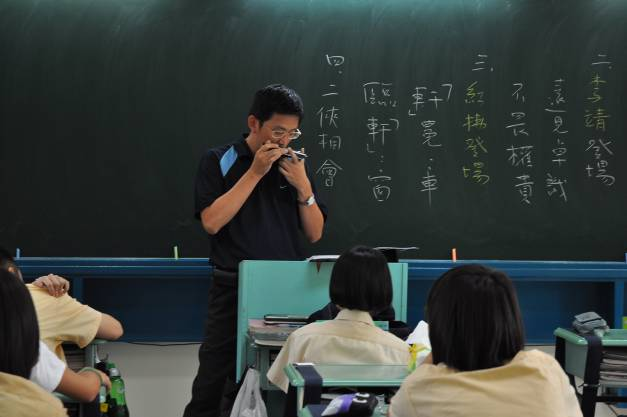 二.李靖登場
遠見卓識
不畏權貴
三.紅拂登場
「軒」冕:車
臨「軒」:窗
四.二俠相會